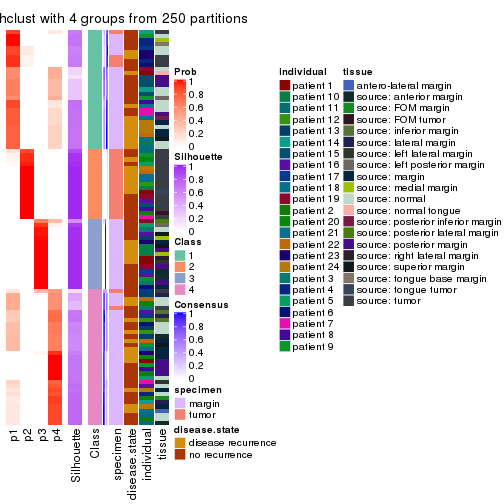 hclust with 4 groups from 250 partitions
Prob
1
0.8
0.6
0.4
0.2
0
Silhouette
1
0.8
0.6
0.4
0.2
0
Class
1
2
3
4
Consensus
1
0.8
0.6
0.4
0.2
0
specimen
margin
tumor
disease.state
disease recurrence
no recurrence
p1
p2
p3
p4
Silhouette
Class
specimen
disease.state
individual
tissue
individual
patient 1
patient 10
patient 11
patient 12
patient 13
patient 14
patient 15
patient 16
patient 17
patient 18
patient 19
patient 2
patient 20
patient 21
patient 22
patient 23
patient 24
patient 3
patient 4
patient 5
patient 6
patient 7
patient 8
patient 9
tissue
antero-lateral margin
source: anterior margin
source: FOM margin
source: FOM tumor
source: inferior margin
source: lateral margin
source: left lateral margin
source: left posterior margin
source: margin
source: medial margin
source: normal
source: normal tongue
source: posterior inferior margin
source: posterior lateral margin
source: posterior margin
source: right lateral margin
source: superior margin
source: tongue base margin
source: tongue tumor
source: tumor